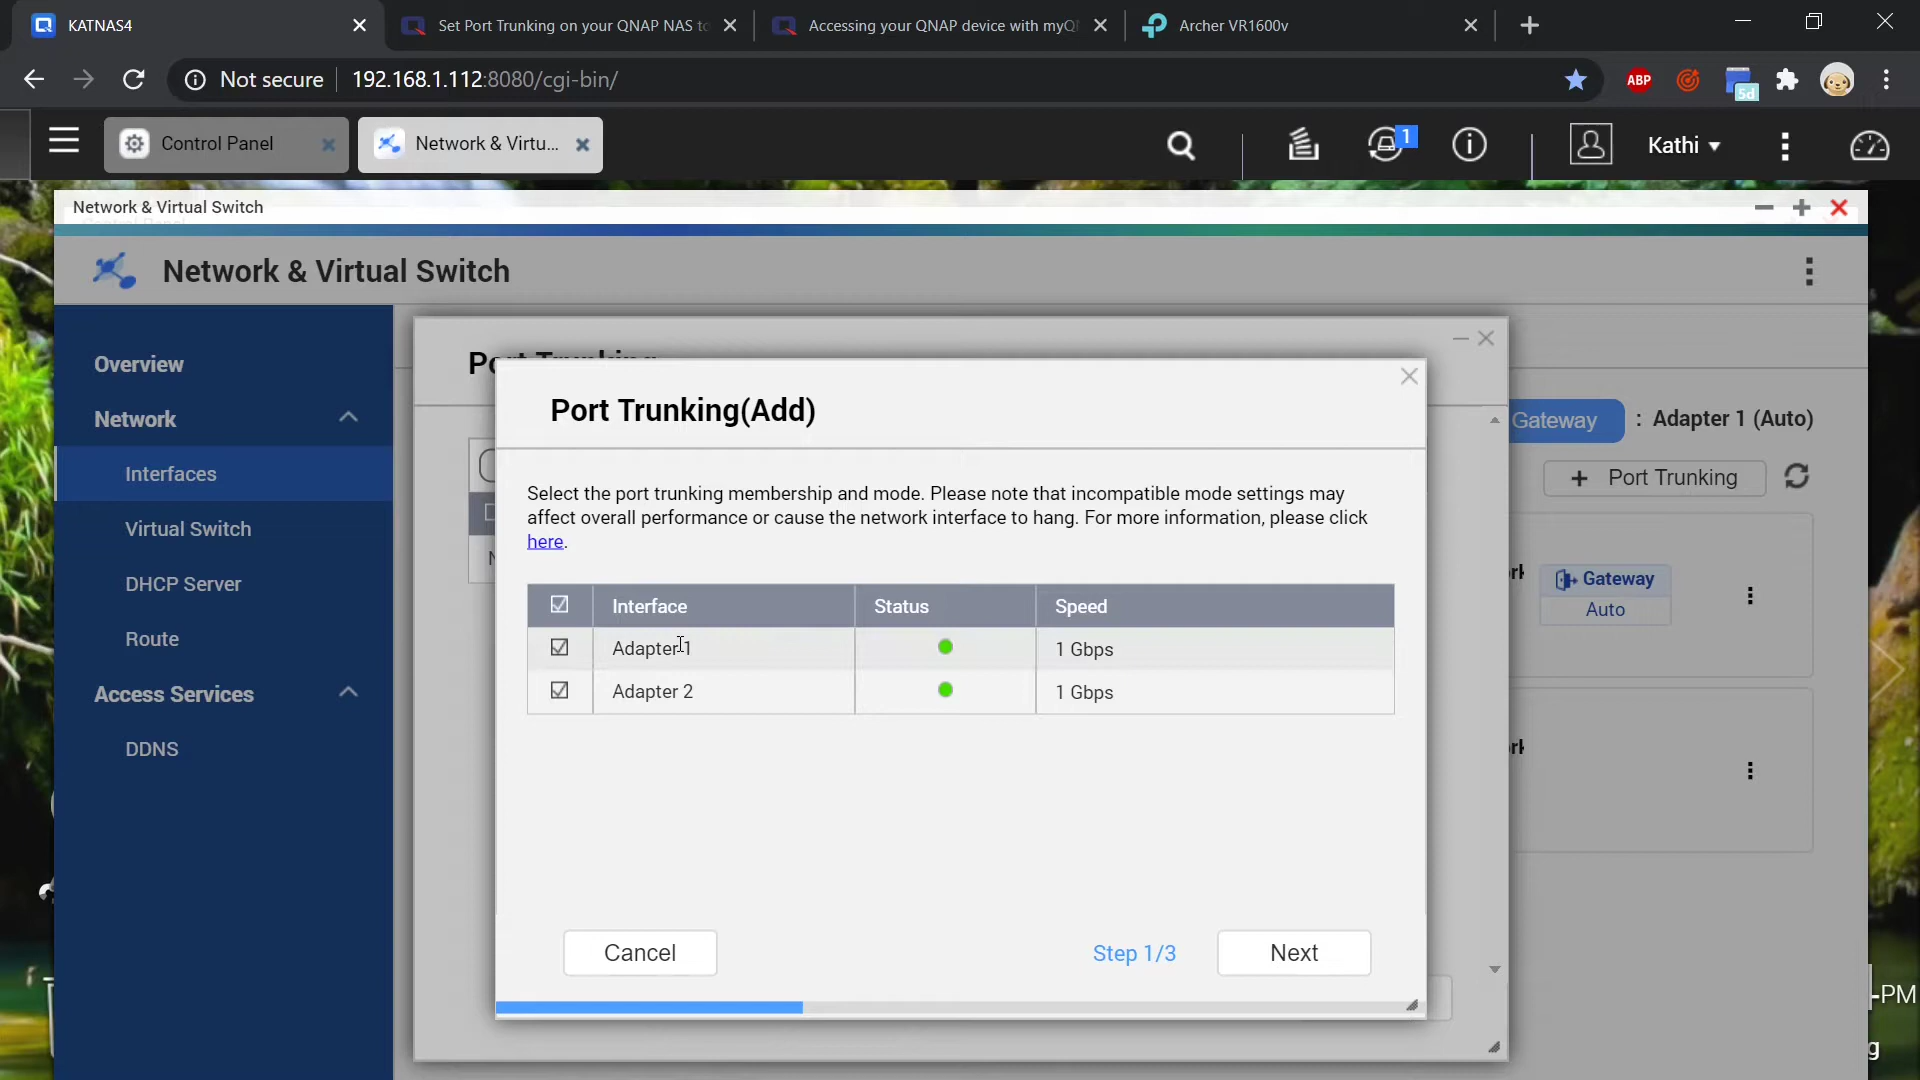 KATNAS4
Set Port Trunking on your QNAP NAS to
Accessing your QNAP device with myQ
Archer VR1600v
Not secure
192.168.1.112:8080/cgi-bin/
ABP
5d
Control Panel
Network & Virtu...
1
Kathi
Network & Virtual Switch
Network & Virtual Switch
Overview
Network
Interfaces
Virtual Switch
DHCP Server
Route
Access Services
DDNS
Port Trunking
Gateway : Adapter 1 (Auto)
+ Port Trunking
Gateway
Auto
Port Trunking(Add)
Select the port trunking membership and mode. Please note that incompatible mode settings may
affect overall performance or cause the network interface to hang. For more information, please click
here.
Interface Status Speed
Adapter 1 1 Gbps
Adapter 2 1 Gbps
Cancel
Step 1/3
Next
PM